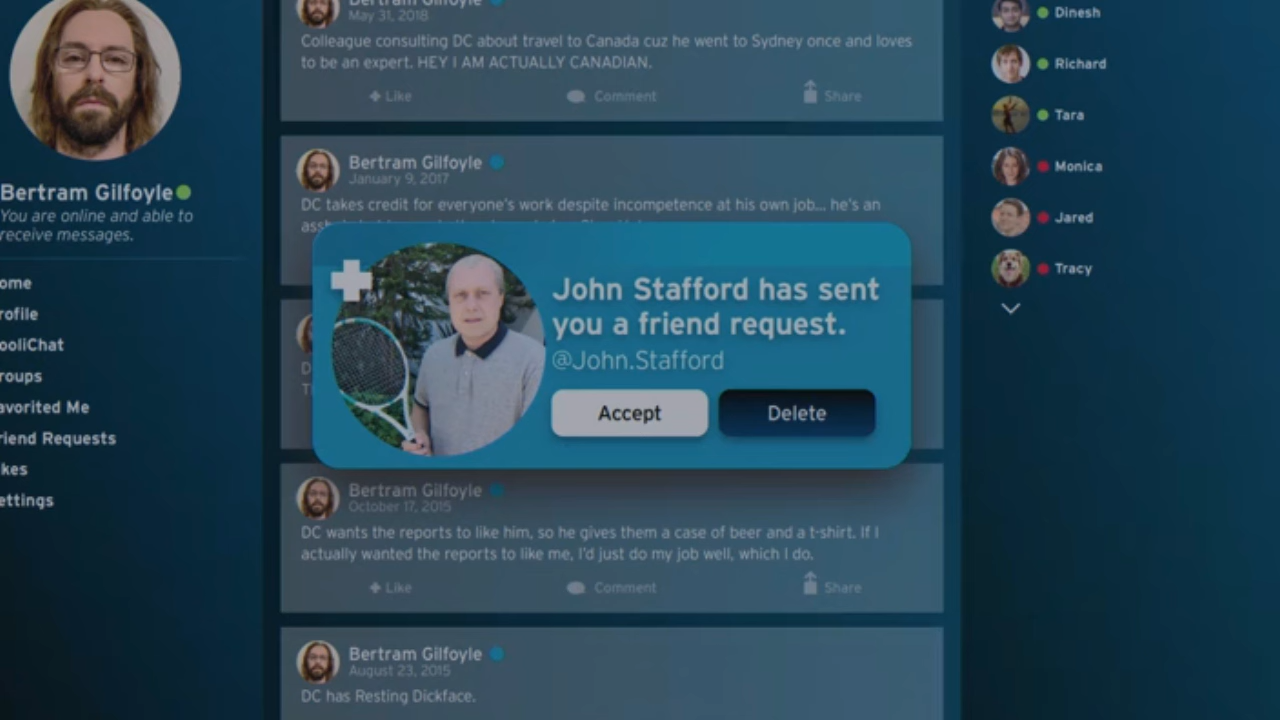 Bertram Gilfoyle
You are online and able to
receive messages.
ome
rofile
ooliChat
roups
avorited Me
riend Requests
kes
ettings
Bertram Gilfoyle
May 31, 2018
Colleague consulting DC about travel to Canada cuz he went to Sydney once and loves
to be an expert. HEY I AM ACTUALLY CANADIAN.
Like Comment Share
Bertram Gilfoyle
January 9, 2017
DC takes credit for everyone's work despite incompetence at his own job... he's an
John Stafford has sent
you a friend request.
@John.Stafford
Accept Delete
Bertram Gilfoyle
October 17, 2015
DC wants the reports to like him, so he gives them a case of beer and a t-shirt. If I
actually wanted the reports to like me, I'd just do my job well, which I do.
Like Comment Share
Bertram Gilfoyle
August 23, 2015
DC has Resting Dickface.
Dinesh
Richard
Tara
Monica
Jared
Tracy